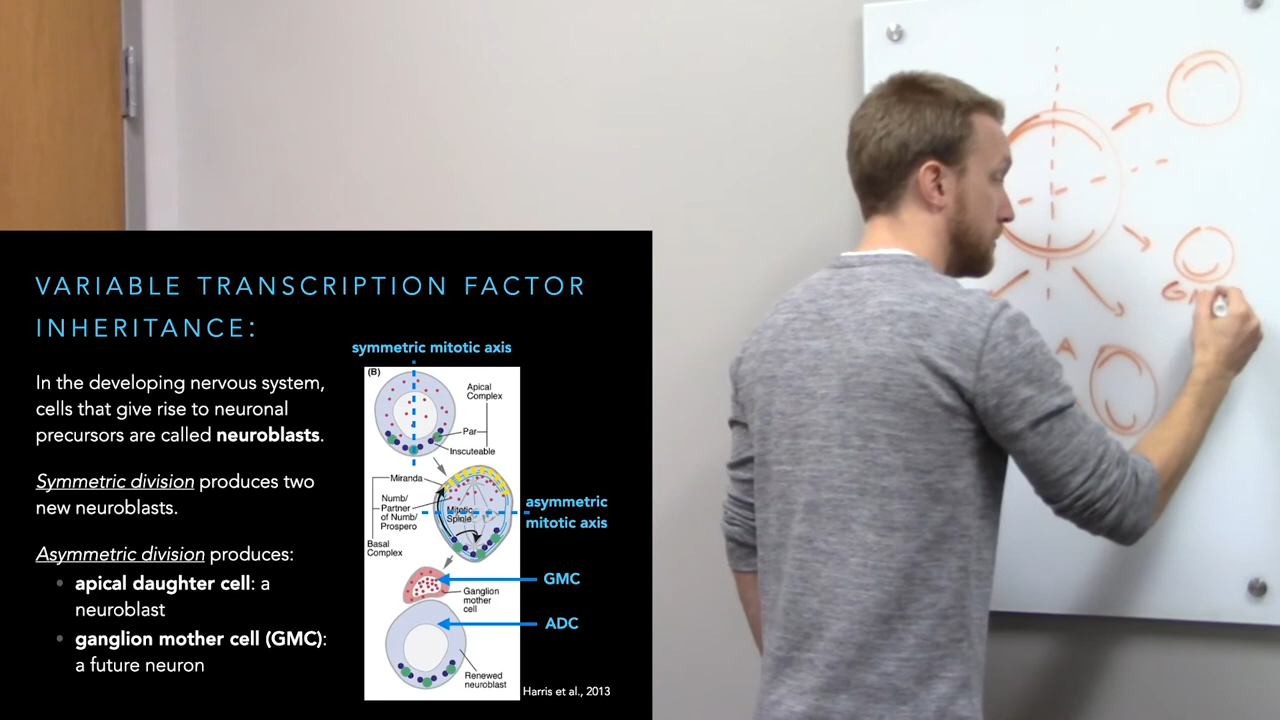 VARIABLE TRANSCRIPTION FACTOR
INHERITANCE:
In the developing nervous system,
cells that give rise to neuronal
precursors are called neuroblasts.
Symmetric division produces two
new neuroblasts.
Asymmetric division produces:
• apical daughter cell: a
neuroblast
• ganglion mother cell (GMC):
a future neuron
symmetric mitotic axis
(B)
Apical
Complex
Par
Inscuteable
Miranda
Numb/
Partner
of Numb/
Prospero
Basal
Complex
Mitotic
Spinle
asymmetric
mitotic axis
GMC
Ganglion
mother
cell
ADC
Renewed
neuroblast
Harris et al., 2013
A
G